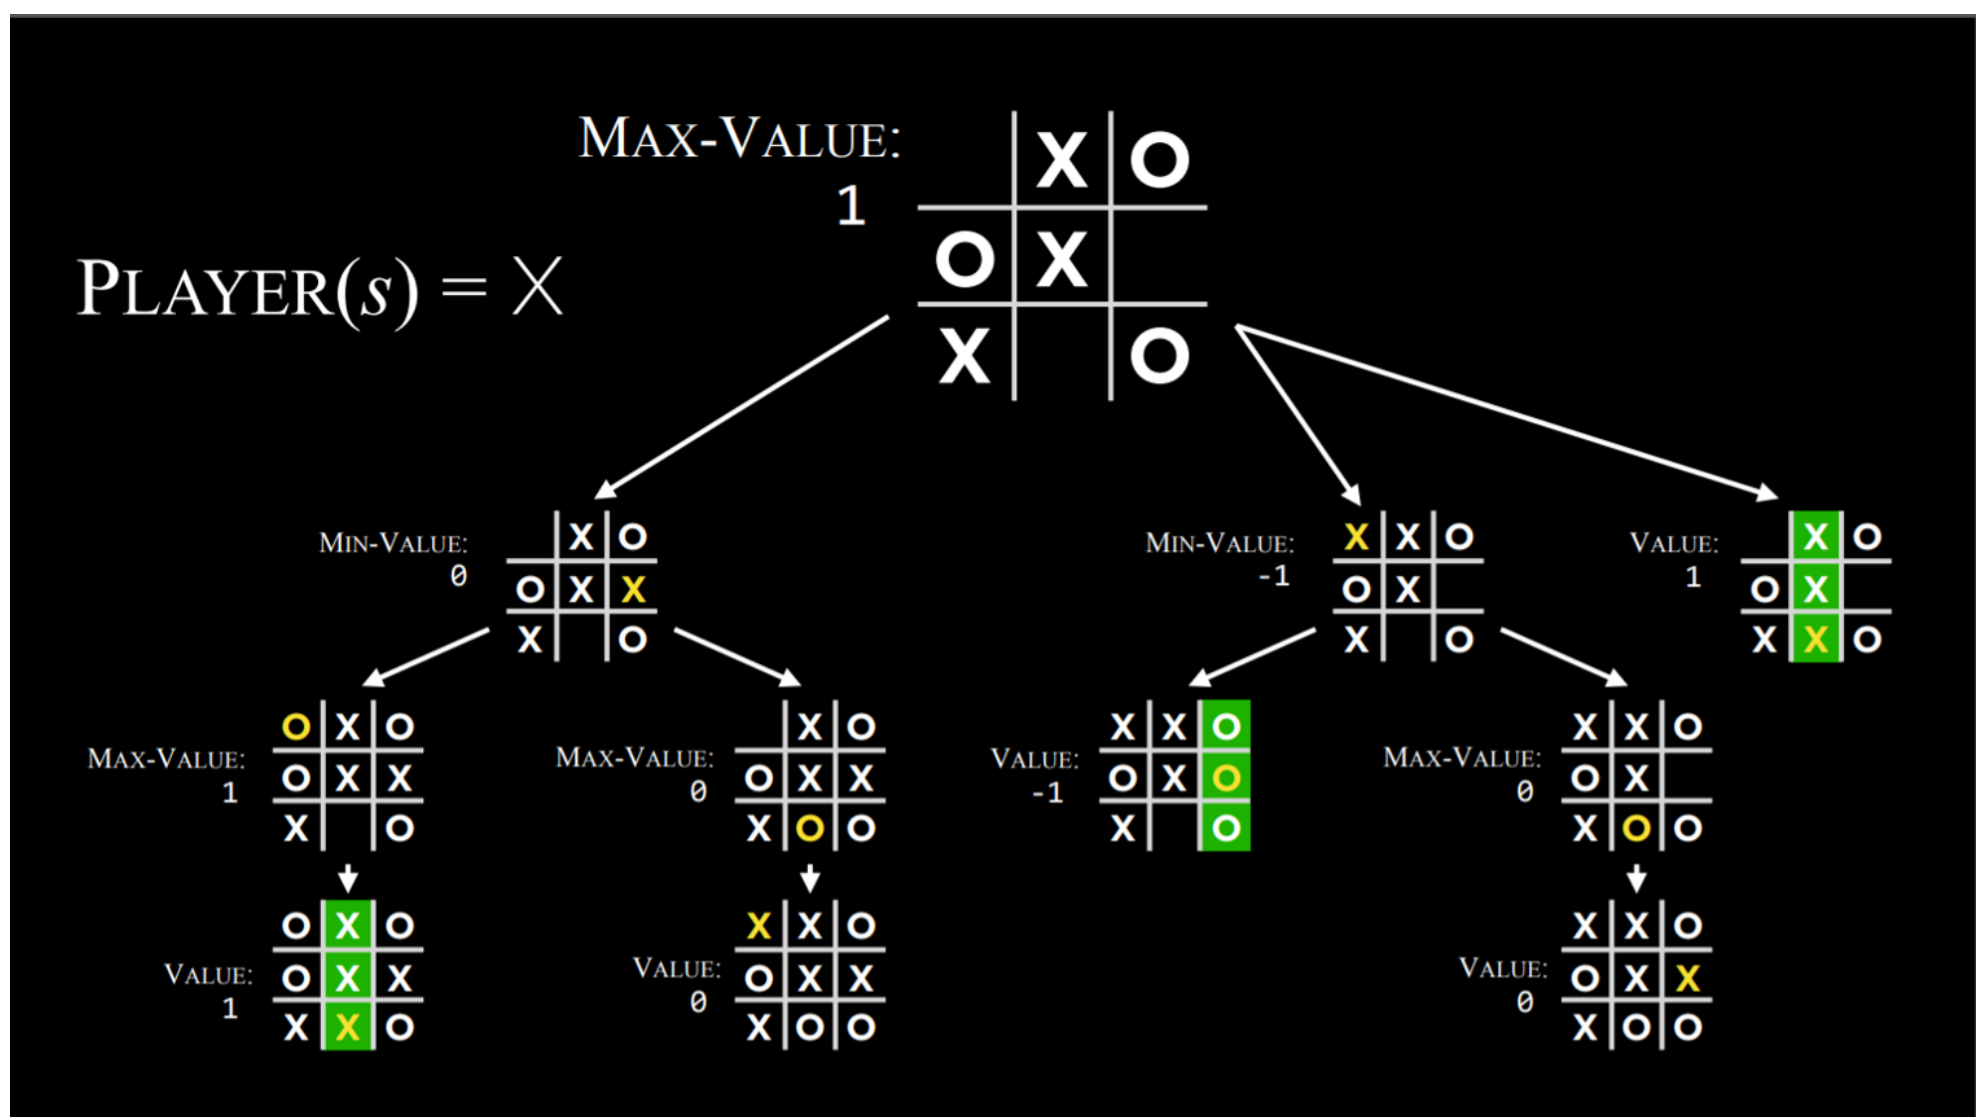 MAX-VALUE:
1
X O
O X
X O
PLAYER(s) = X
MIN-VALUE:
0
X O
O X X
X O
MIN-VALUE:
-1
X X O
O X
X O
VALUE:
1
X O
O X
X X O
MAX-VALUE:
1
O X O
O X X
X O
MAX-VALUE:
0
X O
O X X
X O O
VALUE:
-1
X X O
O X O
X O
MAX-VALUE:
0
X X O
O X
X O O
VALUE:
1
O X O
O X X
X X O
VALUE:
0
X X O
O X X
X O O
VALUE:
0
X X O
O X X
X O O